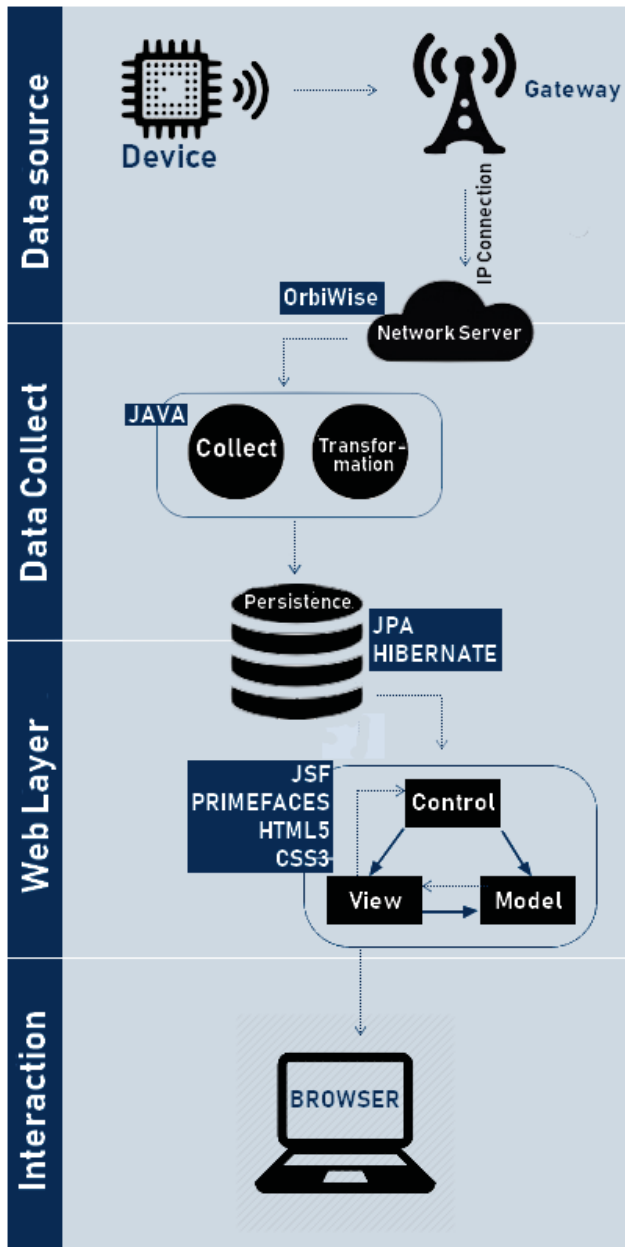 Data source
Device
Gateway
IP Connection
OrbiWise
Network Server
Data Collect
JAVA
Collect
Transfor-
mation
Persistence
JPA
HIBERNATE
Web Layer
JSF
PRIMEFACES
HTML5
CSS3
Control
View
Model
Interaction
BROWSER